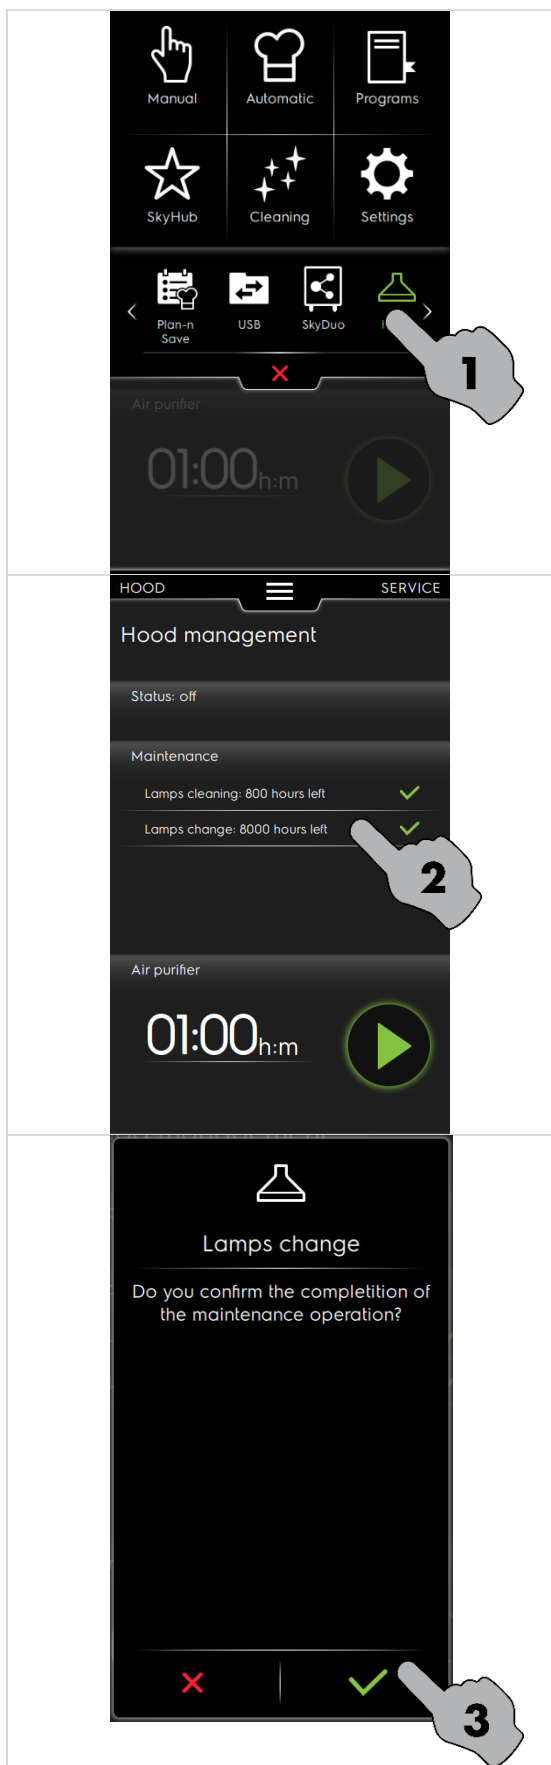 Manual
Automatic
Programs
SkyHub
Cleaning
Settings
Plan-n
Save
USB
SkyDuo
1
Air purifier
01:00 h:m
HOOD
SERVICE
Hood management
Status: off
Maintenance
Lamps cleaning: 800 hours left
Lamps change: 8000 hours left
2
Air purifier
01:00 h:m
Lamps change
Do you confirm the completition of
the maintenance operation?
3